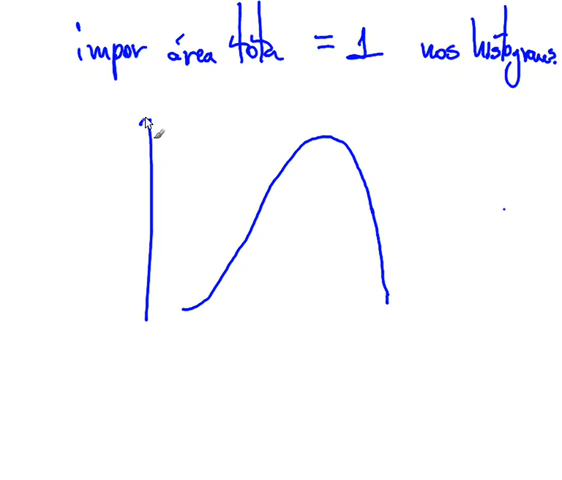 impor área total = 1 nos histogramas?